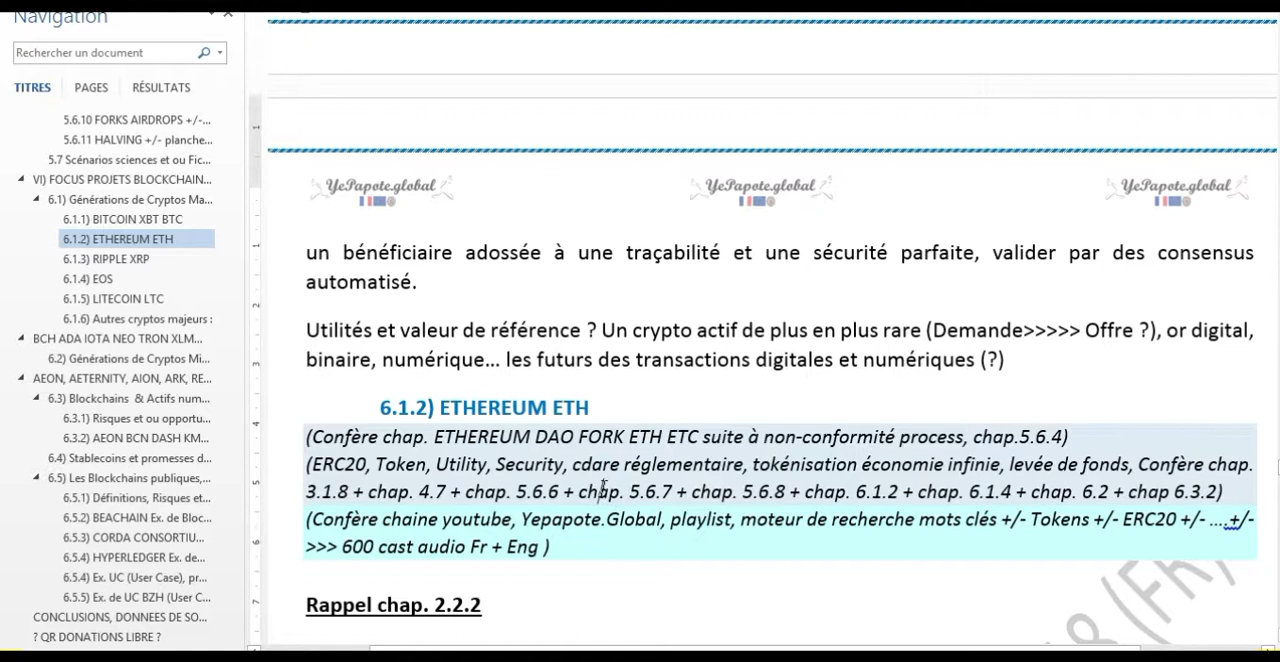 Navigation
Rechercher un document
TITRES PAGES RÉSULTATS
5.6.10 FORKS AIRDROPS +/-...
5.6.11 HALVING +/- planche...
5.7 Scénarios sciences et ou Fic...
VI) FOCUS PROJETS BLOCKCHAIN...
6.1) Générations de Cryptos Ma...
6.1.1) BITCOIN XBT BTC
6.1.2) ETHEREUM ETH
6.1.3) RIPPLE XRP
6.1.4) EOS
6.1.5) LITECOIN LTC
6.1.6) Autres cryptos majeurs :
BCH ADA IOTA NEO TRON XLM...
6.2) Générations de Cryptos Mi...
AEON, AETERNITY, AION, ARK, RE...
6.3) Blockchains & Actifs num...
6.3.1) Risques et ou opportu...
6.3.2) AEON BCN DASH KM...
6.4) Stablecoins et promesses d...
6.5) Les Blockchains publiques,...
6.5.1) Définitions, Risques et...
6.5.2) BEACHAIN Ex. de Bloc...
6.5.3) CORDA CONSORTIU...
6.5.4) HYPERLEDGER Ex. de...
6.5.4) Ex. UC (User Case), pr...
6.5.5) Ex. de UC BZH (User C...
CONCLUSIONS, DONNEES DE SO...
? QR DONATIONS LIBRE ?
YePapote.global YePapote.global YePapote.global
un bénéficiaire adossée à une traçabilité et une sécurité parfaite, valider par des consensus
automatisé.
Utilités et valeur de référence ? Un crypto actif de plus en plus rare (Demande>>>>> Offre ?), or digital,
binaire, numérique... les futurs des transactions digitales et numériques (?)
6.1.2) ETHEREUM ETH
(Confère chap. ETHEREUM DAO FORK ETH ETC suite à non-conformité process, chap.5.6.4)
(ERC20, Token, Utility, Security, cdare réglementaire, tokénisation économie infinie, levée de fonds, Confère chap.
3.1.8 + chap. 4.7 + chap. 5.6.6 + chap. 5.6.7 + chap. 5.6.8 + chap. 6.1.2 + chap. 6.1.4 + chap. 6.2 + chap 6.3.2)
(Confère chaine youtube, Yepapote.Global, playlist, moteur de recherche mots clés +/- Tokens +/- ERC20 +/- ....+/-
>>> 600 cast audio Fr + Eng )
Rappel chap. 2.2.2
(FR)